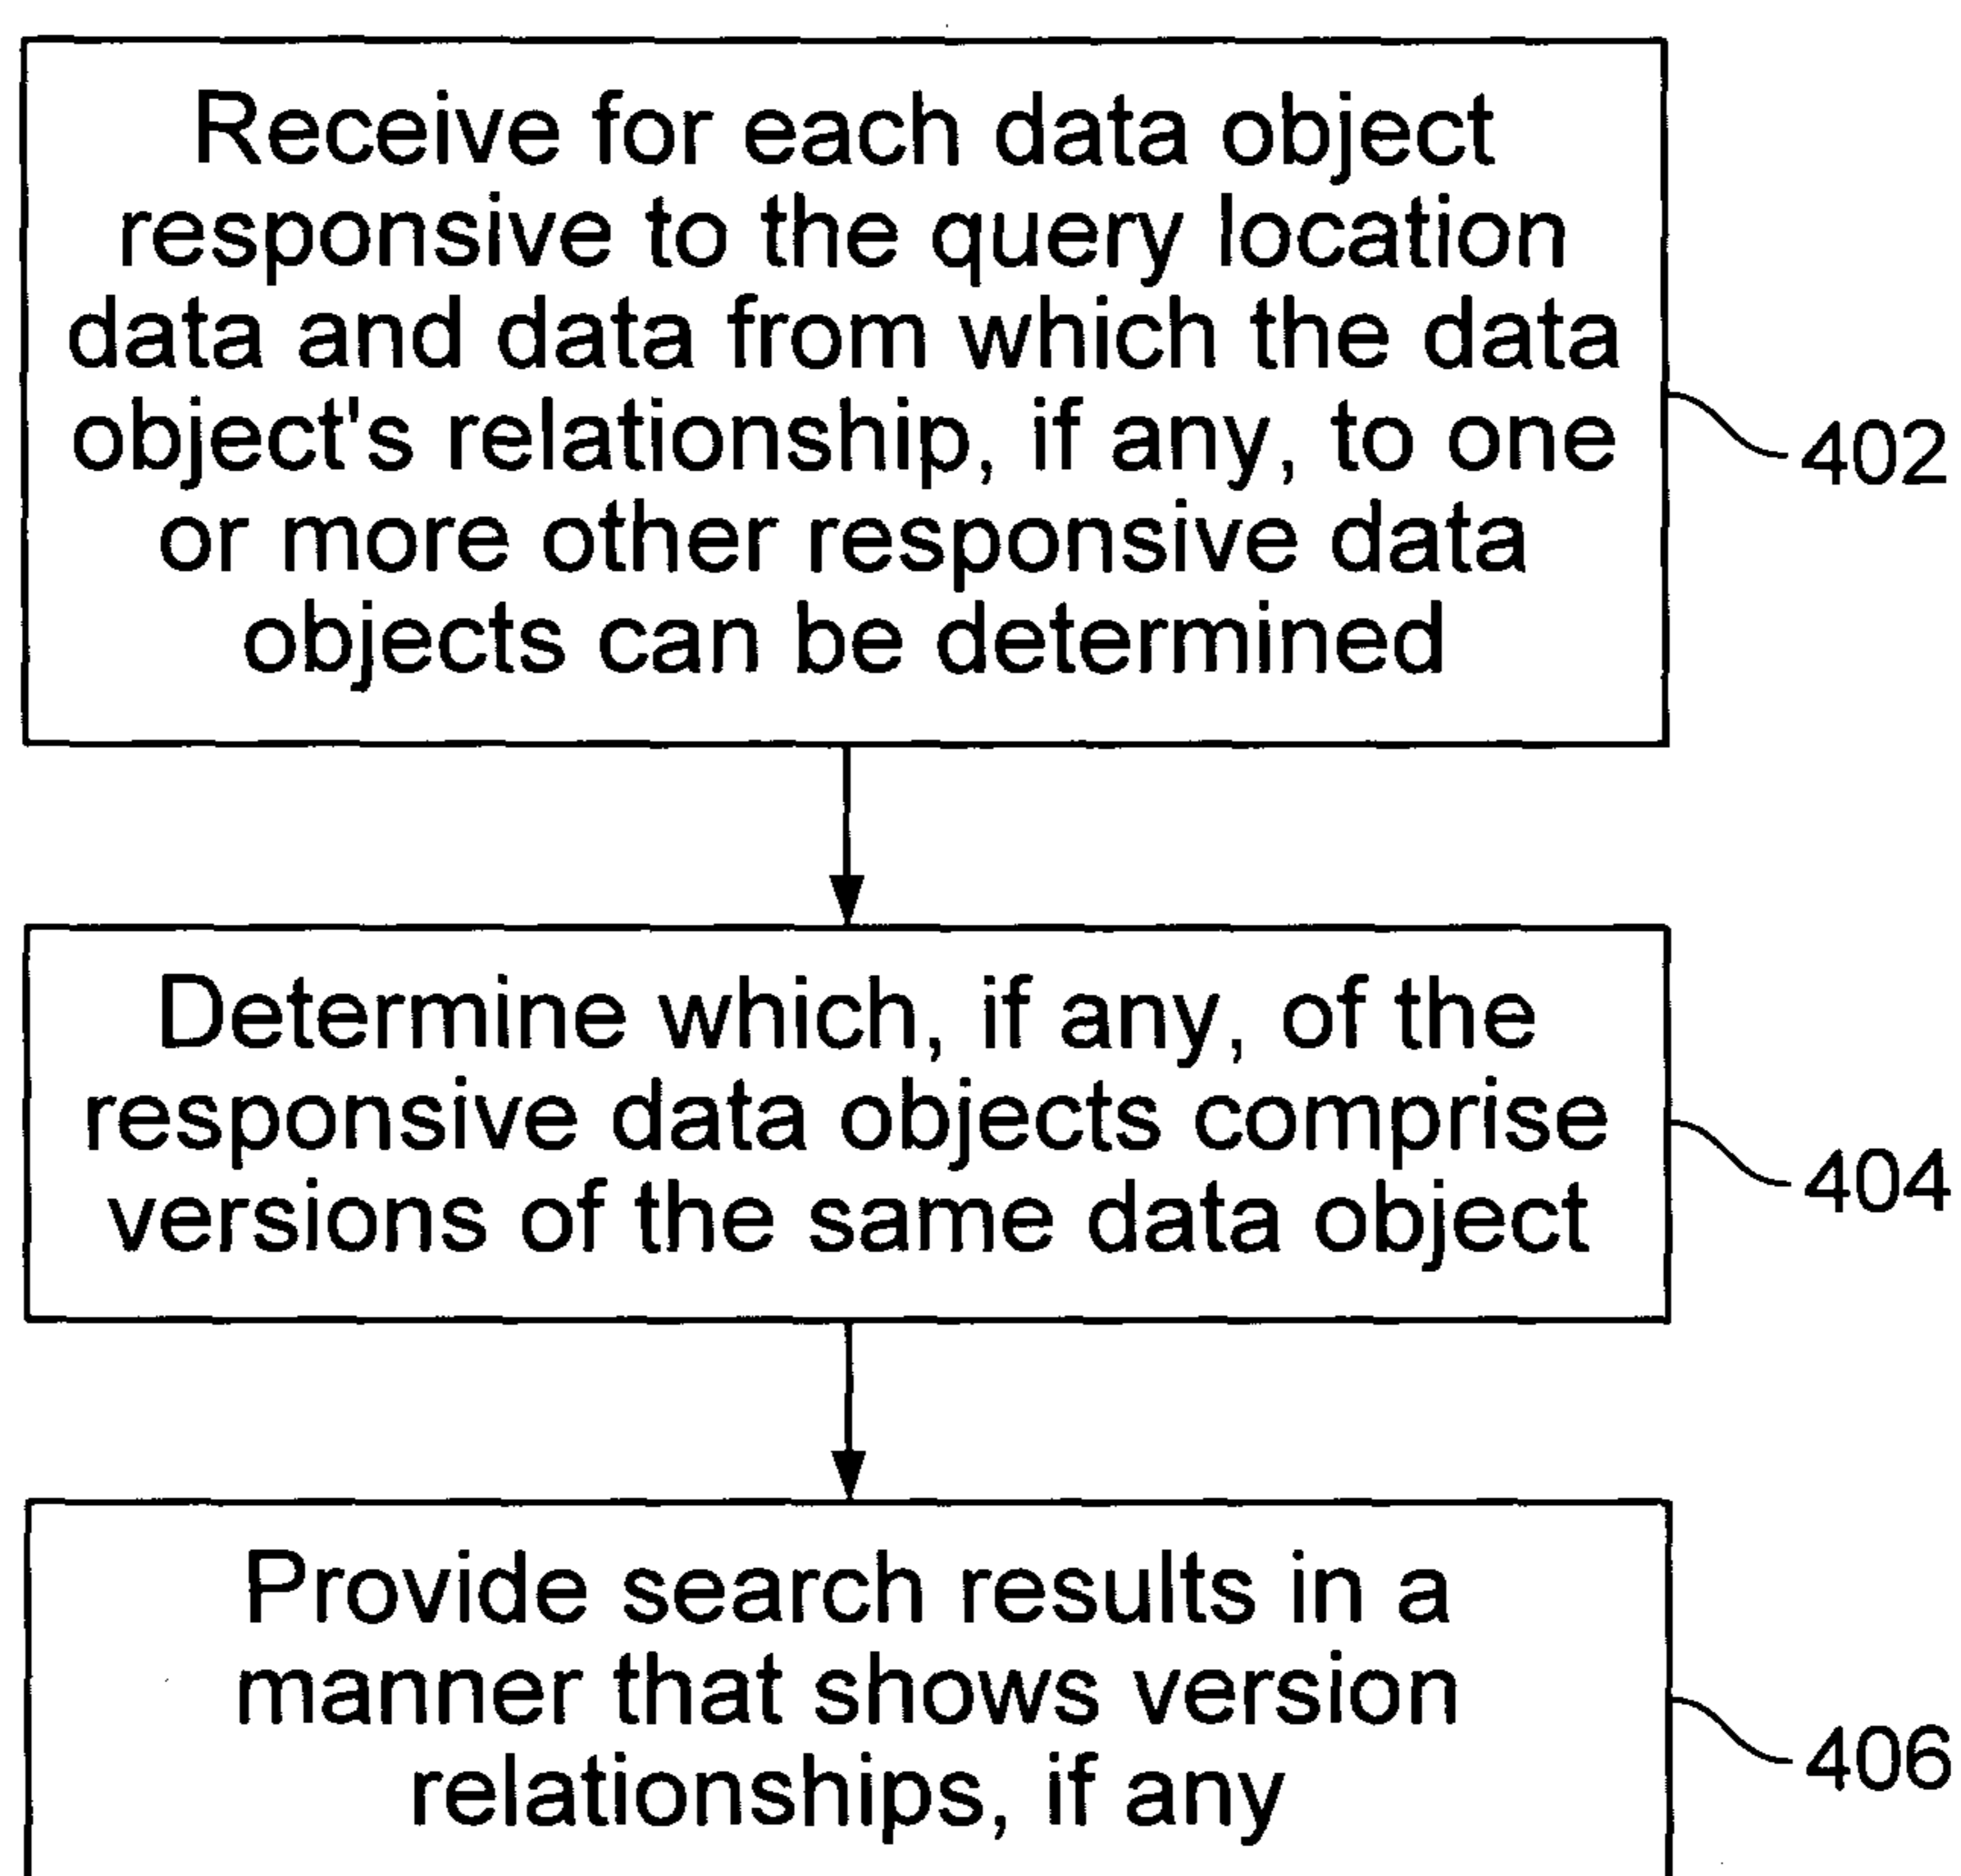 Receive for each data object
responsive to the query location
data and data from which the data
object's relationship, if any, to one
or more other responsive data
objects can be determined
402
Determine which, if any, of the
responsive data objects comprise
versions of the same data object
404
Provide search results in a
manner that shows version
relationships, if any
406